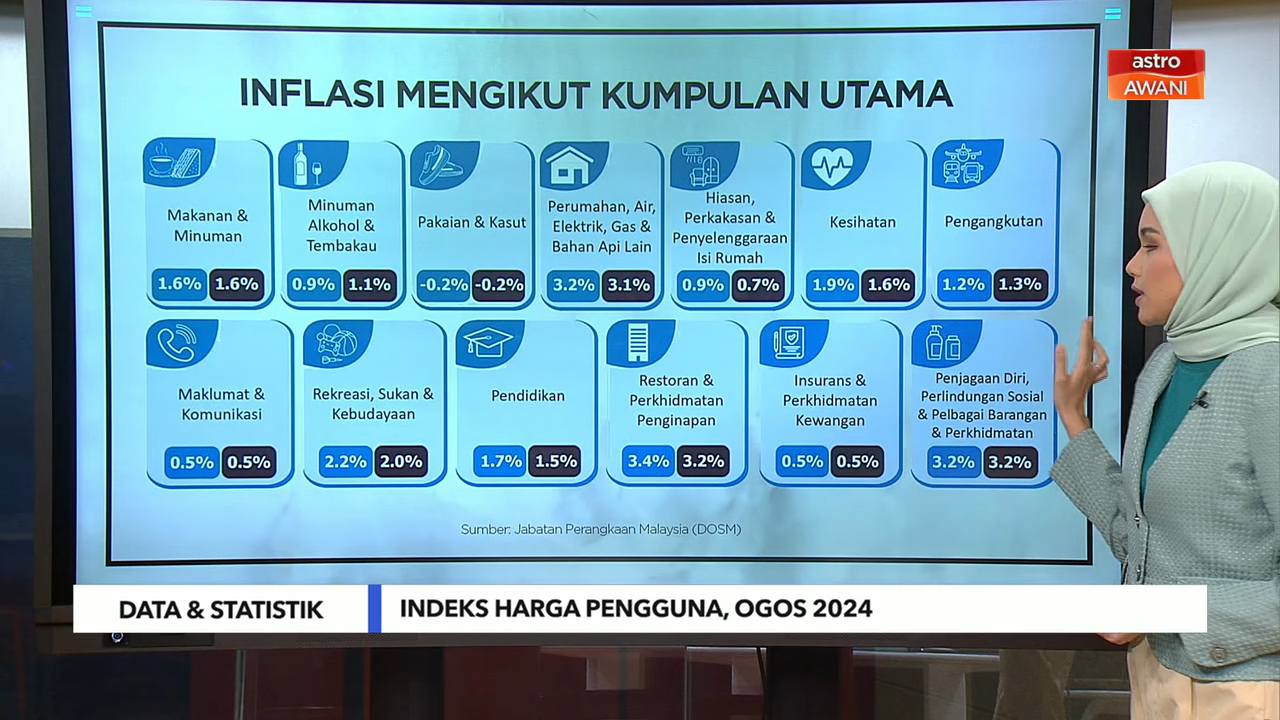 astro
AWANI
INFLASI MENGIKUT KUMPULAN UTAMA
Makanan &
Minuman
1.6% 1.6%
Minuman
Alkohol &
Tembakau
0.9% 1.1%
Pakaian & Kasut
-0.2% -0.2%
Perumahan, Air,
Elektrik, Gas &
Bahan Api Lain
3.2% 3.1%
Hiasan,
Perkakasan &
Penyelenggaraan
Isi Rumah
0.9% 0.7%
Kesihatan
1.9% 1.6%
Pengangkutan
1.2% 1.3%
Maklumat &
Komunikasi
0.5% 0.5%
Rekreasi, Sukan &
Kebudayaan
2.2% 2.0%
Pendidikan
1.7% 1.5%
Restoran &
Perkhidmatan
Penginapan
3.4% 3.2%
Insurans &
Perkhidmatan
Kewangan
0.5% 0.5%
Penjagaan Diri,
Perlindungan Sosial
& Pelbagai Barangan
& Perkhidmatan
3.2% 3.2%
Sumber: Jabatan Perangkaan Malaysia (DOSM)
DATA & STATISTIK
INDEKS HARGA PENGGUNA, OGOS 2024